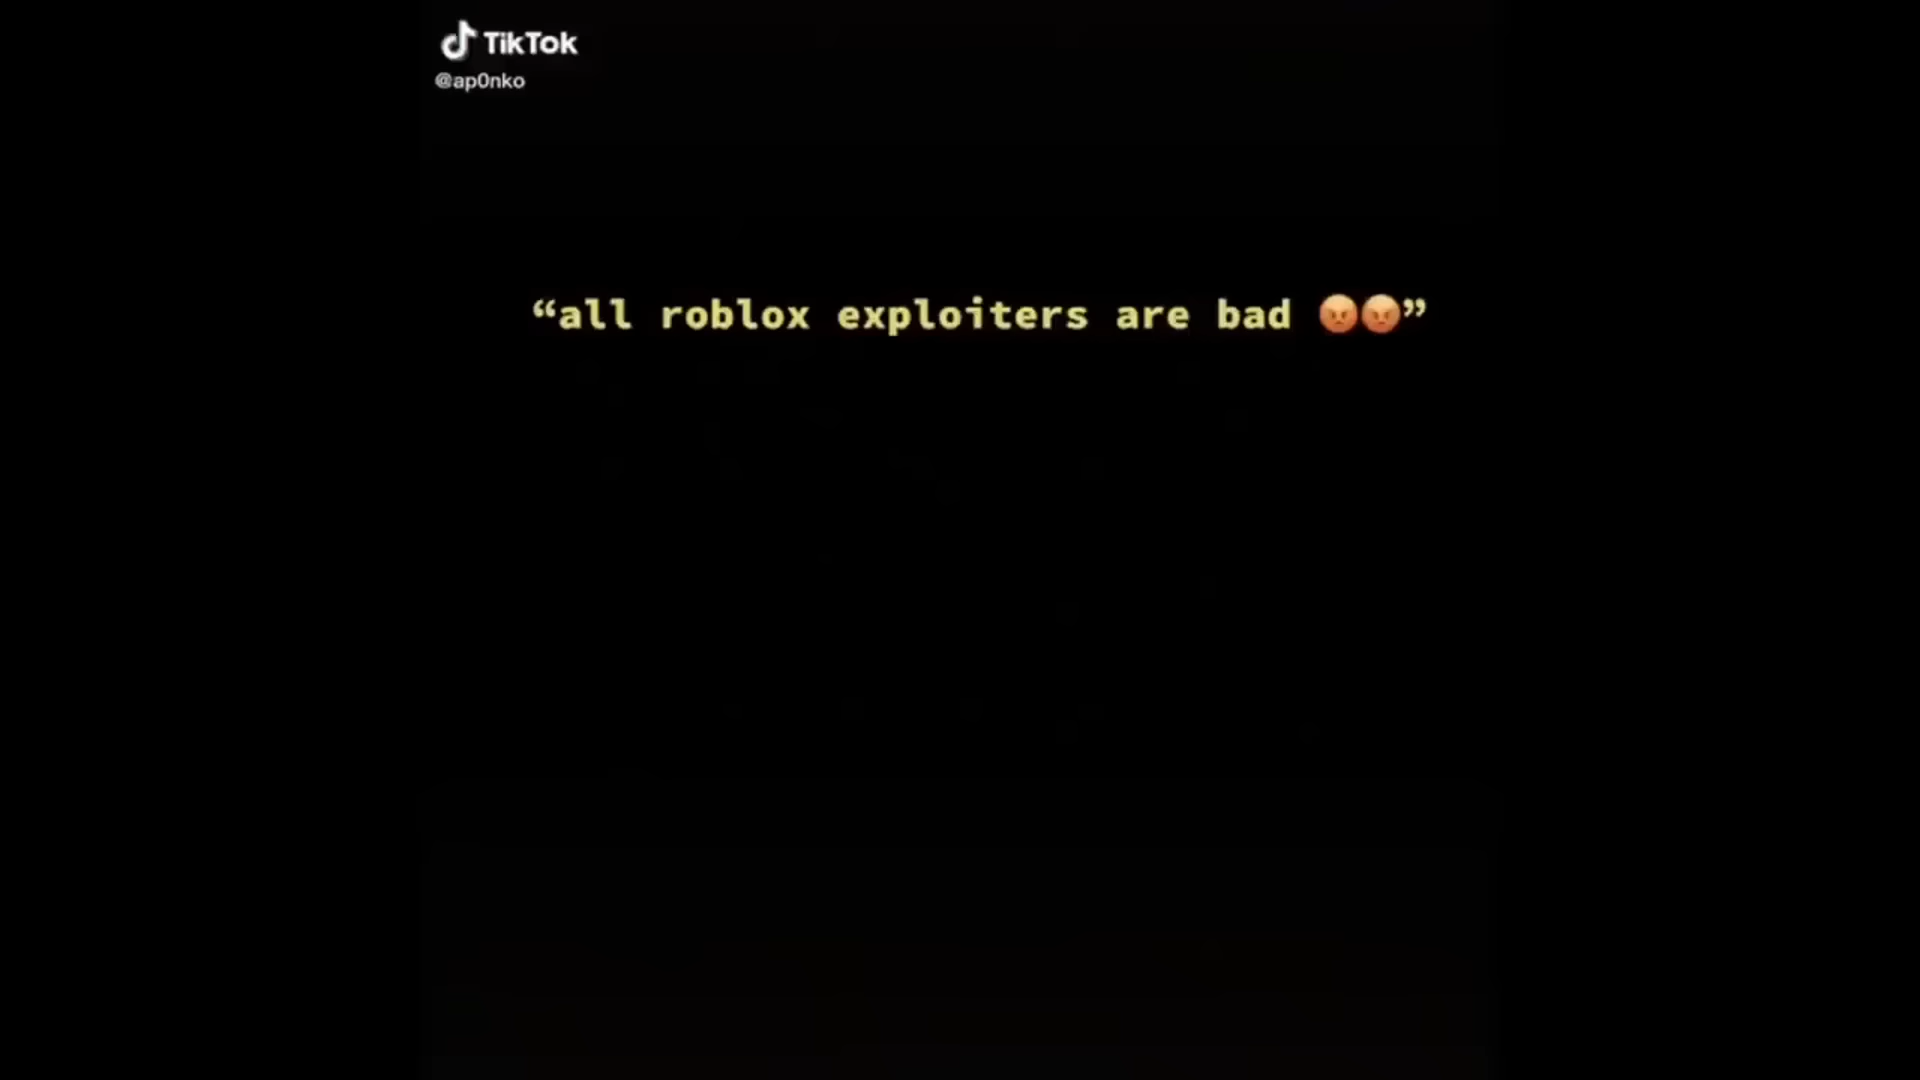 TikTok
@ap0nko
“all roblox exploiters are bad 😡😡”